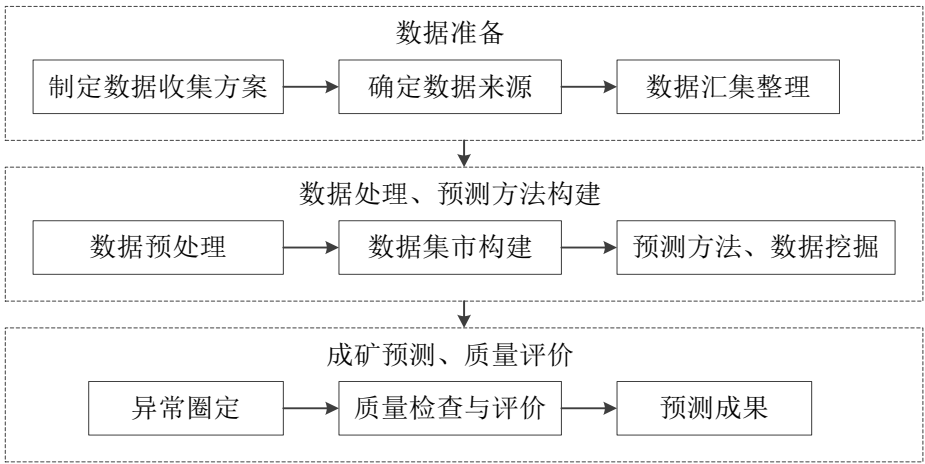 数据准备
制定数据收集方案
确定数据来源
数据汇集整理
数据处理、预测方法构建
数据预处理
数据集市构建
预测方法、数据挖掘
成矿预测、质量评价
异常圈定
质量检查与评价
预测成果